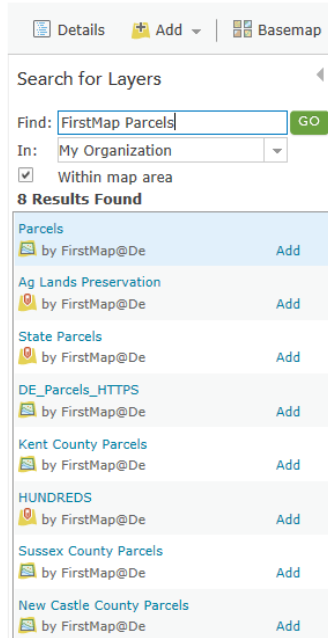 Details Add Basemap
Search for Layers
Find: FirstMap Parcels GO
In: My Organization
Within map area
8 Results Found
Parcels
by FirstMap@De Add
Ag Lands Preservation
by FirstMap@De Add
State Parcels
by FirstMap@De Add
DE_Parcels_HTTPS
by FirstMap@De Add
Kent County Parcels
by FirstMap@De Add
HUNDREDS
by FirstMap@De Add
Sussex County Parcels
by FirstMap@De Add
New Castle County Parcels
by FirstMap@De Add